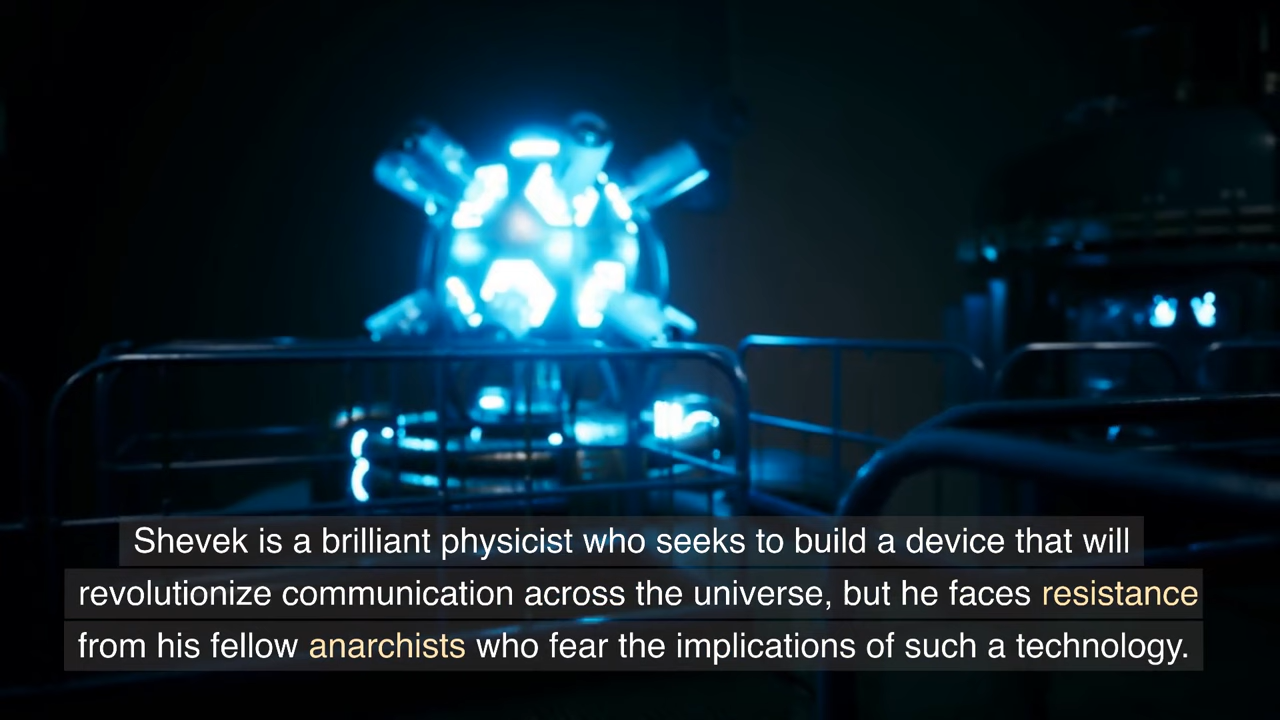 Shevek is a brilliant physicist who seeks to build a device that will
revolutionize communication across the universe, but he faces resistance
from his fellow anarchists who fear the implications of such a technology.